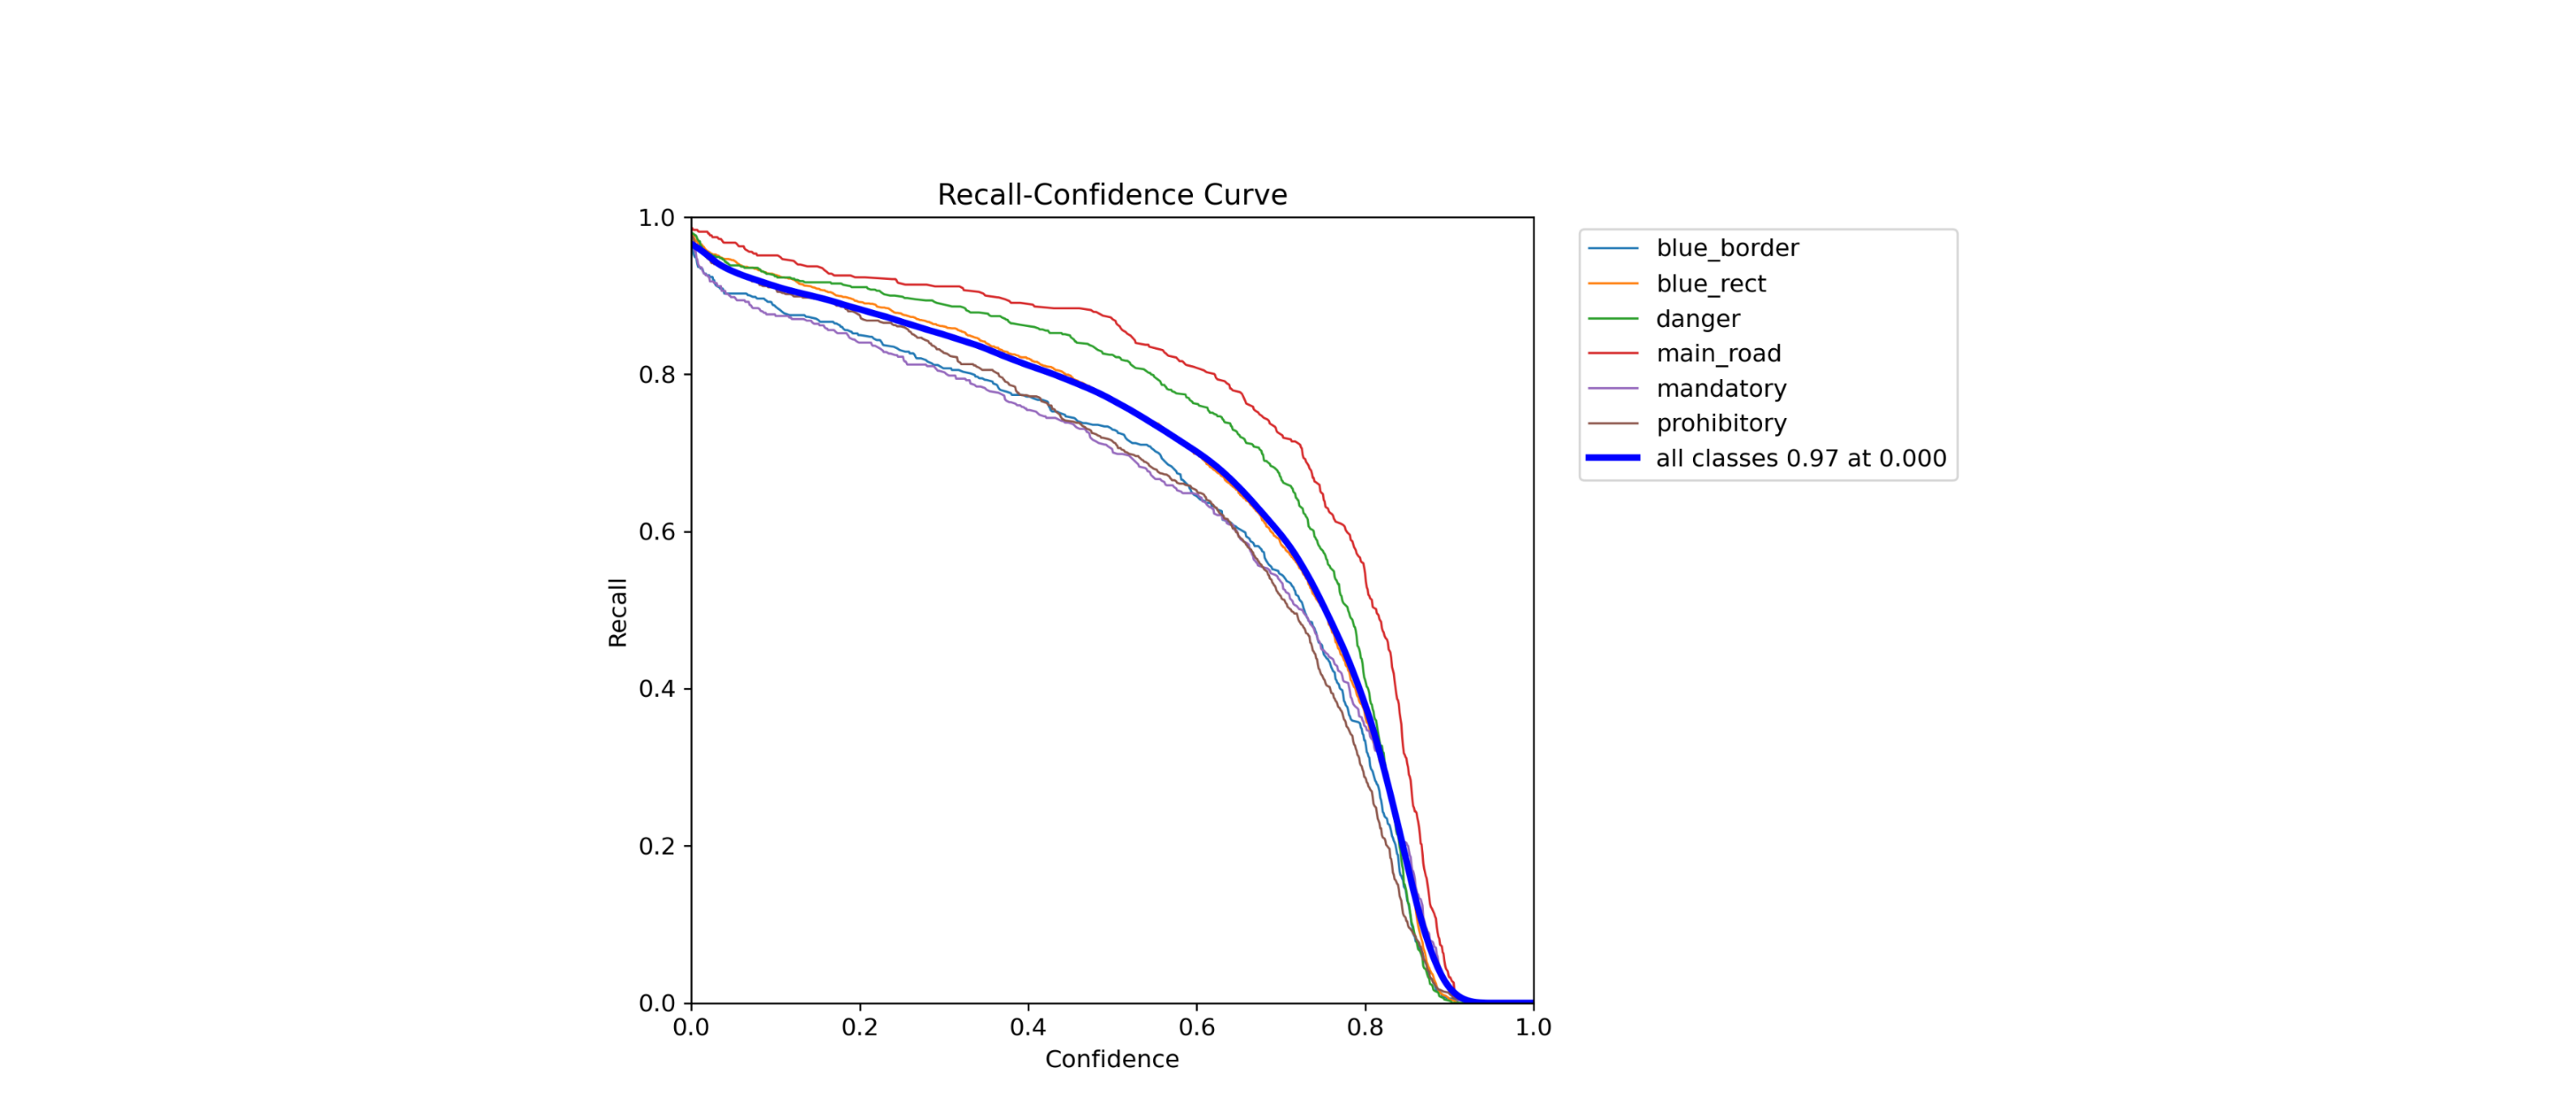 Recall-Confidence Curve
1.0
0.8
0.6
0.4
0.2
0.0
Recall
0.0 0.2 0.4 0.6 0.8 1.0
Confidence
blue_border
blue_rect
danger
main_road
mandatory
prohibitory
all classes 0.97 at 0.000